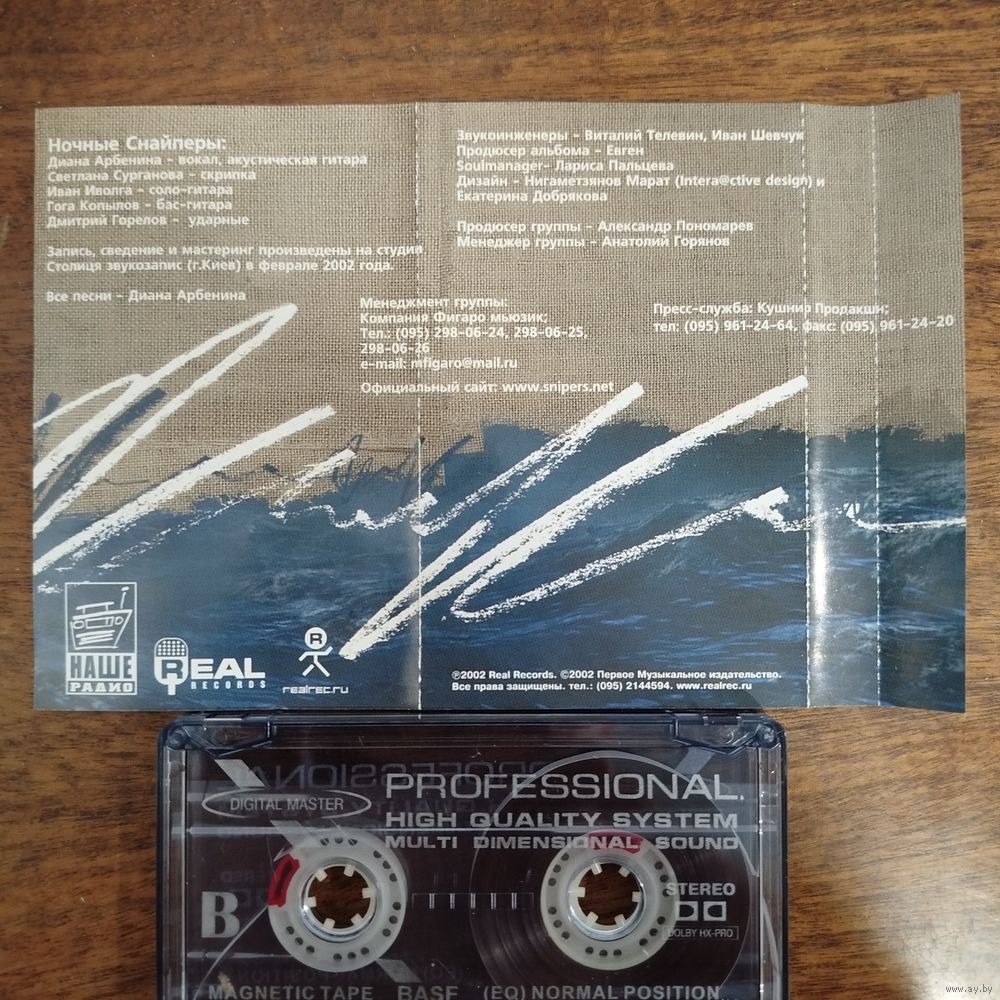 Ночные Снайперы:
Диана Арбенина - вокал, акустическая гитара
Светлана Сурганова - скрипка
Иван Иволга - соло-гитара
Гога Копылов - бас-гитара
Дмитрий Горелов - ударные
Запись, сведение и мастеринг произведены на студии
Столиця звукозапис (г.Киев) в феврале 2002 года.
Все песни - Диана Арбенина
Звукоинженеры - Виталий Телевин, Иван Шевчук
Продюсер альбома - Евген
Soulmanager- Лариса Пальцева
Дизайн - Нигаметзянов Марат (Intera@ctive design) и
Екатерина Добрякова
Продюсер группы - Александр Пономарев
Менеджер группы - Анатолий Горянов
Менеджмент группы:
Компания Фигаро мьюзик;
Тел.: (095) 298-06-24, 298-06-25,
298-06-26
e-mail: mfigaro@mail.ru
Официальный сайт: www.snipers.net
Пресс-служба: Кушнир Продакшн;
тел: (095) 961-24-64, факс: (095) 961-24-20
НАШЕ
РАДИО
REAL
RECORDS
R
realrec.ru
℗2002 Real Records. ©2002 Первое Музыкальное издательство.
Все права защищены. тел.: (095) 2144594. www.realrec.ru
DIGITAL MASTER
PROFESSIONAL.
HIGH QUALITY SYSTEM
MULTI DIMENSIONAL SOUND
B
STEREO
DOLBY HX-PRO
MAGNETIC TAPE BASF (EQ) NORMAL POSITION
www.ay.by